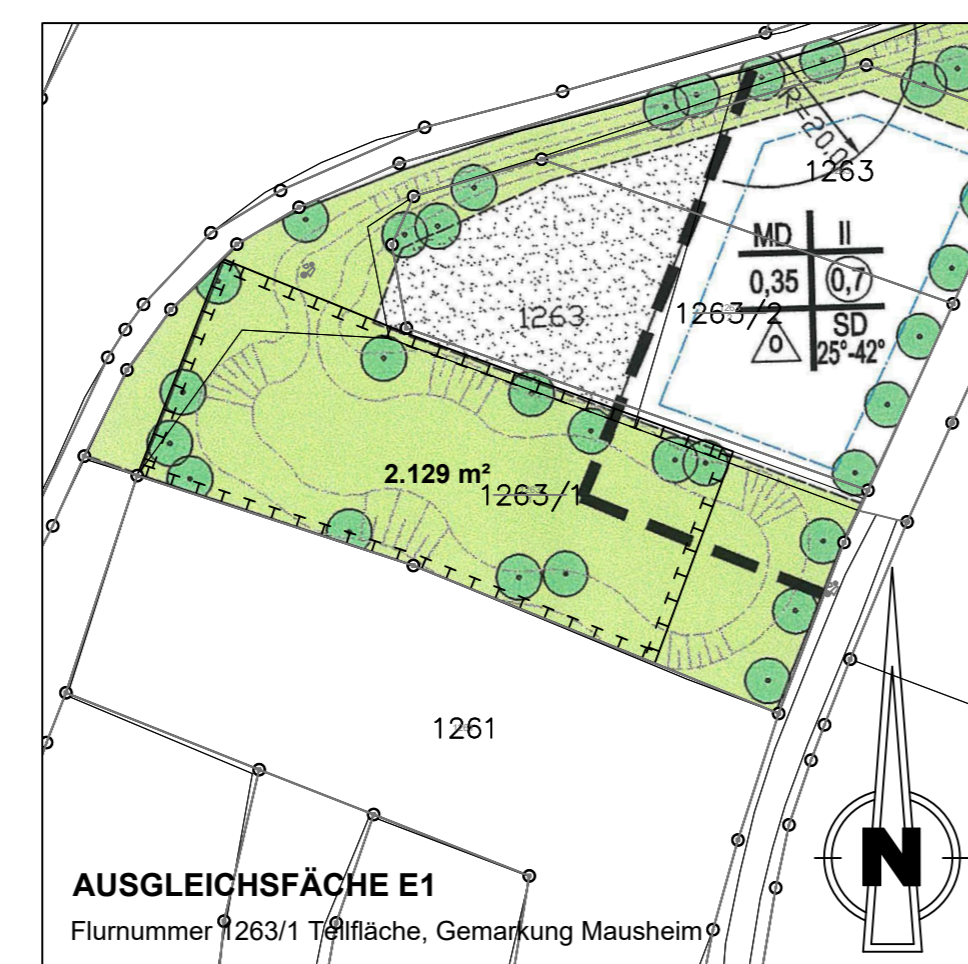 R=20.0
1263
MD II
0,35 0,7
o SD
25°-42°
1263
1263/2
2.129 m²
1263/1
1261
N
AUSGLEICHSFÄCHE E1
Flurnummer 1263/1 Teilfläche, Gemarkung Mausheim